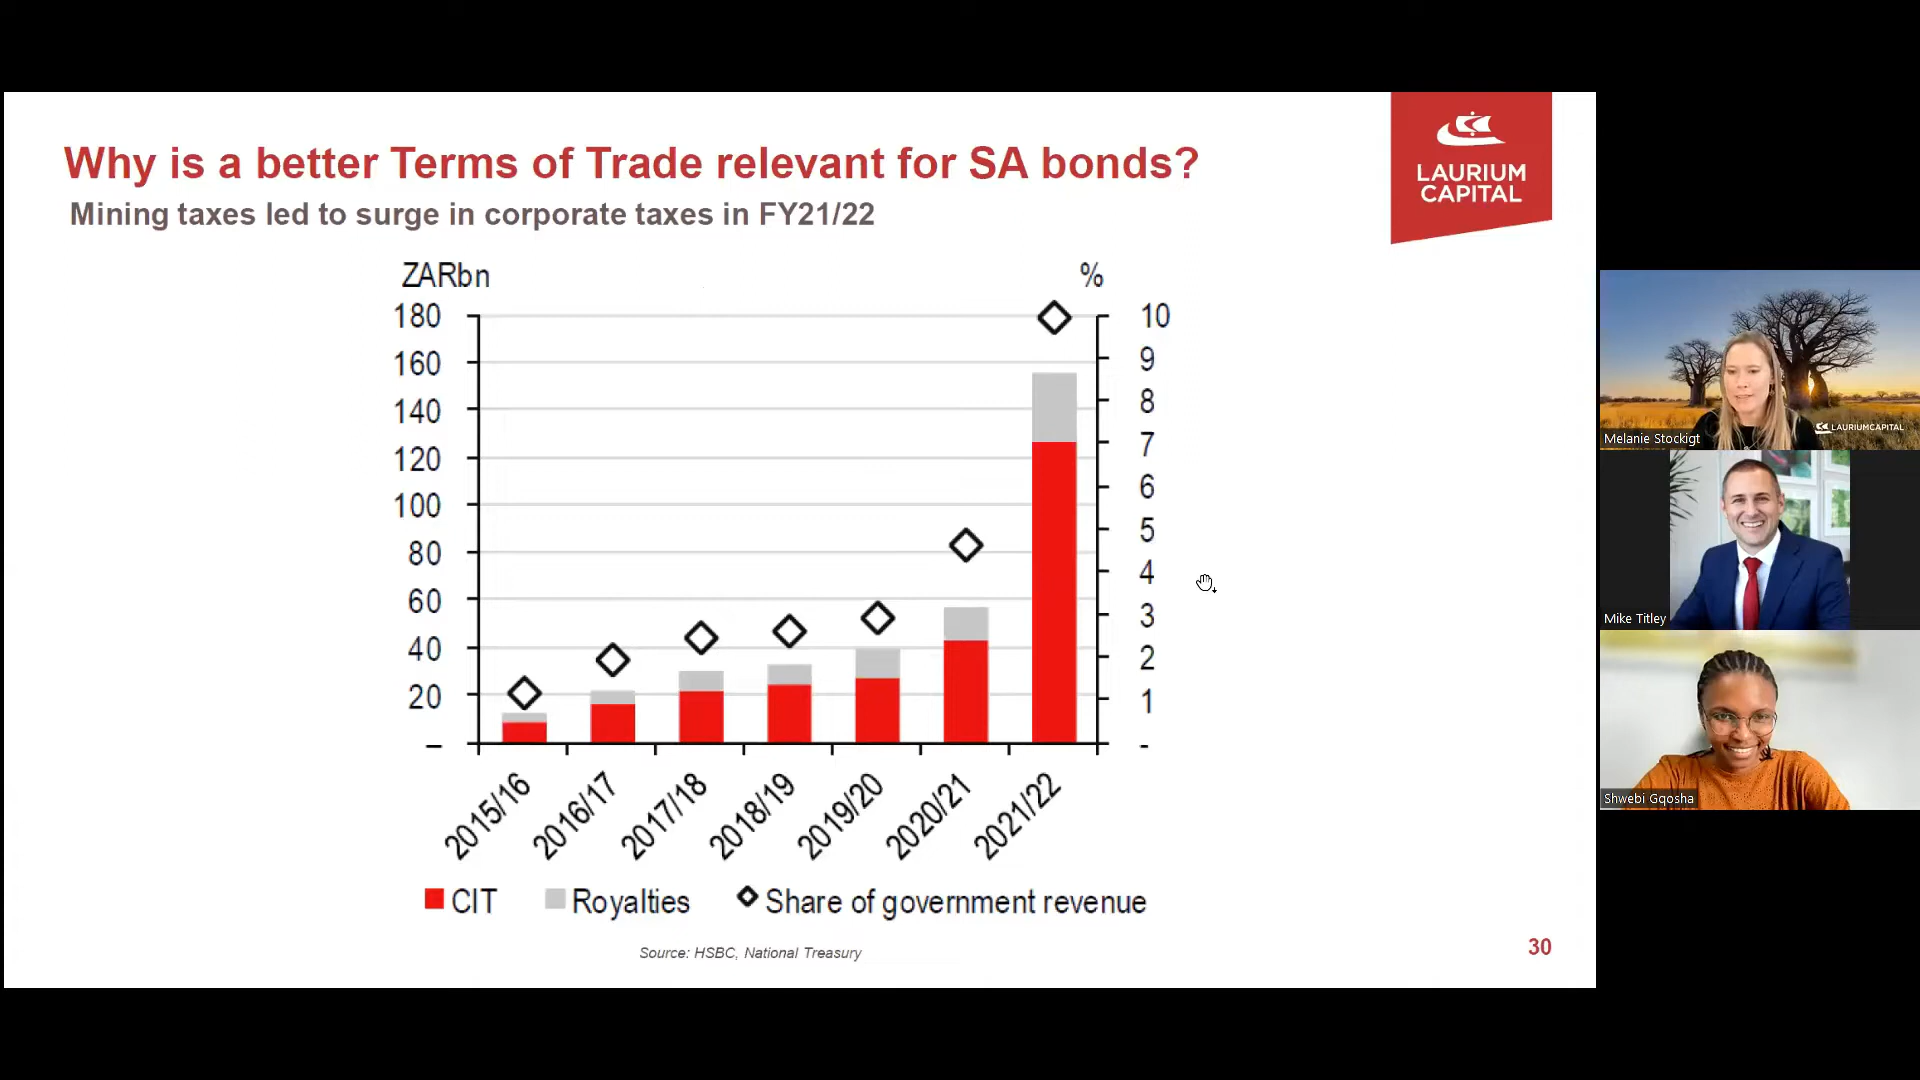 Why is a better Terms of Trade relevant for SA bonds?
Mining taxes led to surge in corporate taxes in FY21/22
LAURIUM
CAPITAL
ZARbn
%
180
160
140
120
100
80
60
40
20
–
10
9
8
7
6
5
4
3
2
1
-
2015/16
2016/17
2017/18
2018/19
2019/20
2020/21
2021/22
CIT
Royalties
Share of government revenue
Source: HSBC, National Treasury
30
LAURIUMCAPITAL
Melanie Stockigt
Mike Titley
Shwebi Gqosha